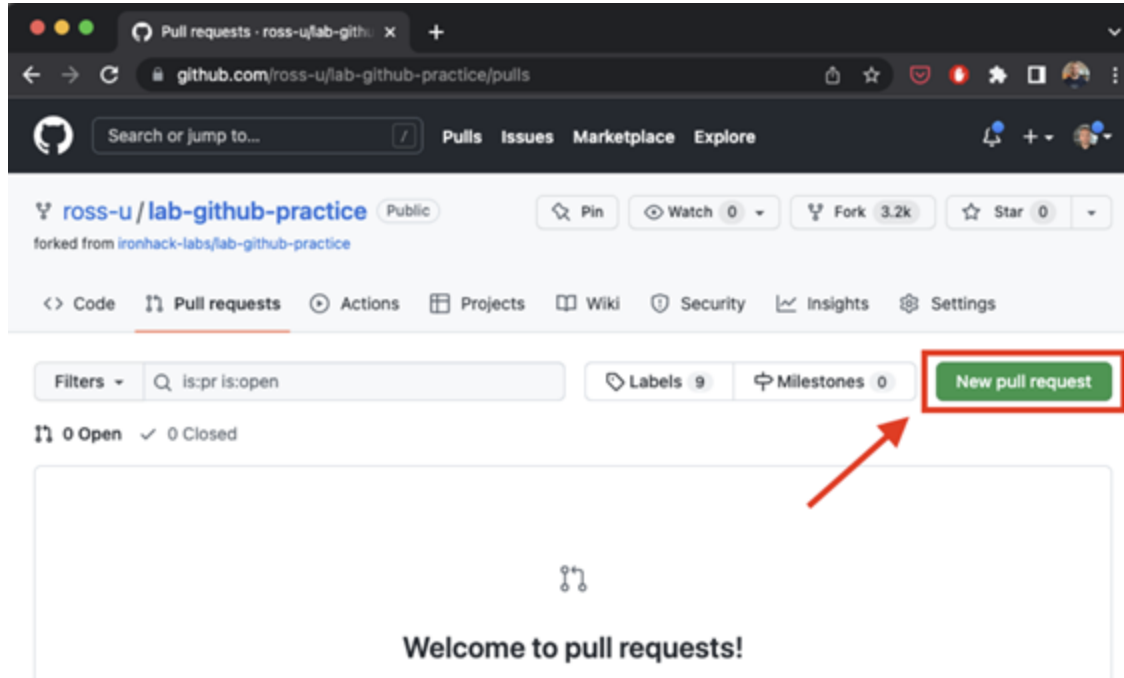 Pull requests · ross-u/lab-githu
github.com/ross-u/lab-github-practice/pulls
Search or jump to... / Pulls Issues Marketplace Explore
ross-u / lab-github-practice Public Pin Watch 0 Fork 3.2k Star 0
forked from ironhack-labs/lab-github-practice
<> Code Pull requests Actions Projects Wiki Security Insights Settings
Filters is:pr is:open Labels 9 Milestones 0 New pull request
0 Open 0 Closed
Welcome to pull requests!